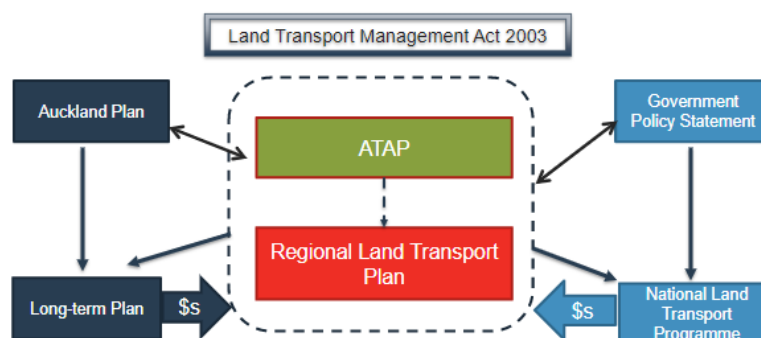 Land Transport Management Act 2003
Auckland Plan
Government
Policy Statement
ATAP
Regional Land Transport
Plan
Long-term Plan
$s
$s
National Land
Transport
Programme